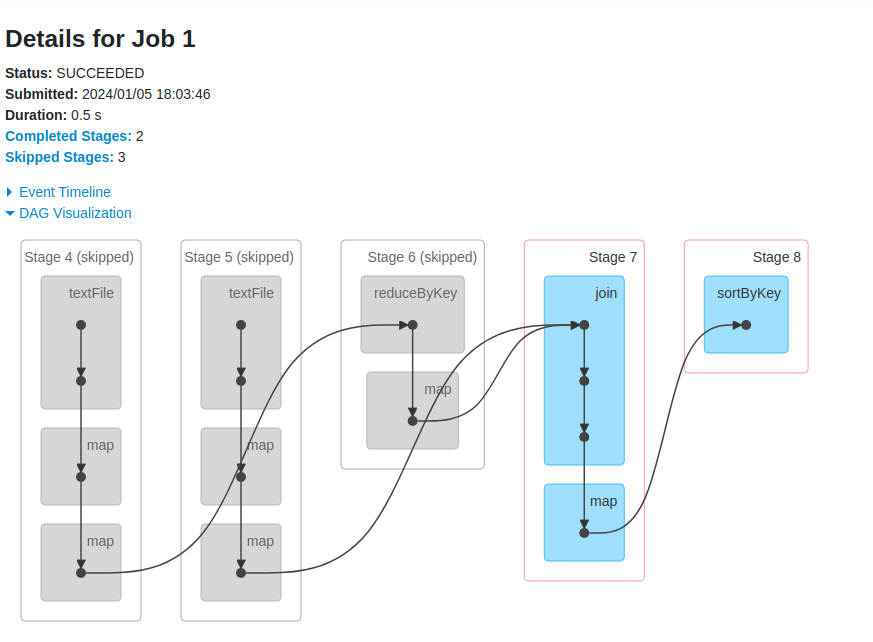 Details for Job 1
Status: SUCCEEDED
Submitted: 2024/01/05 18:03:46
Duration: 0.5 s
Completed Stages: 2
Skipped Stages: 3
Event Timeline
DAG Visualization
Stage 4 (skipped)
textFile
map
map
Stage 5 (skipped)
textFile
map
map
Stage 6 (skipped)
reduceByKey
map
Stage 7
join
map
Stage 8
sortByKey